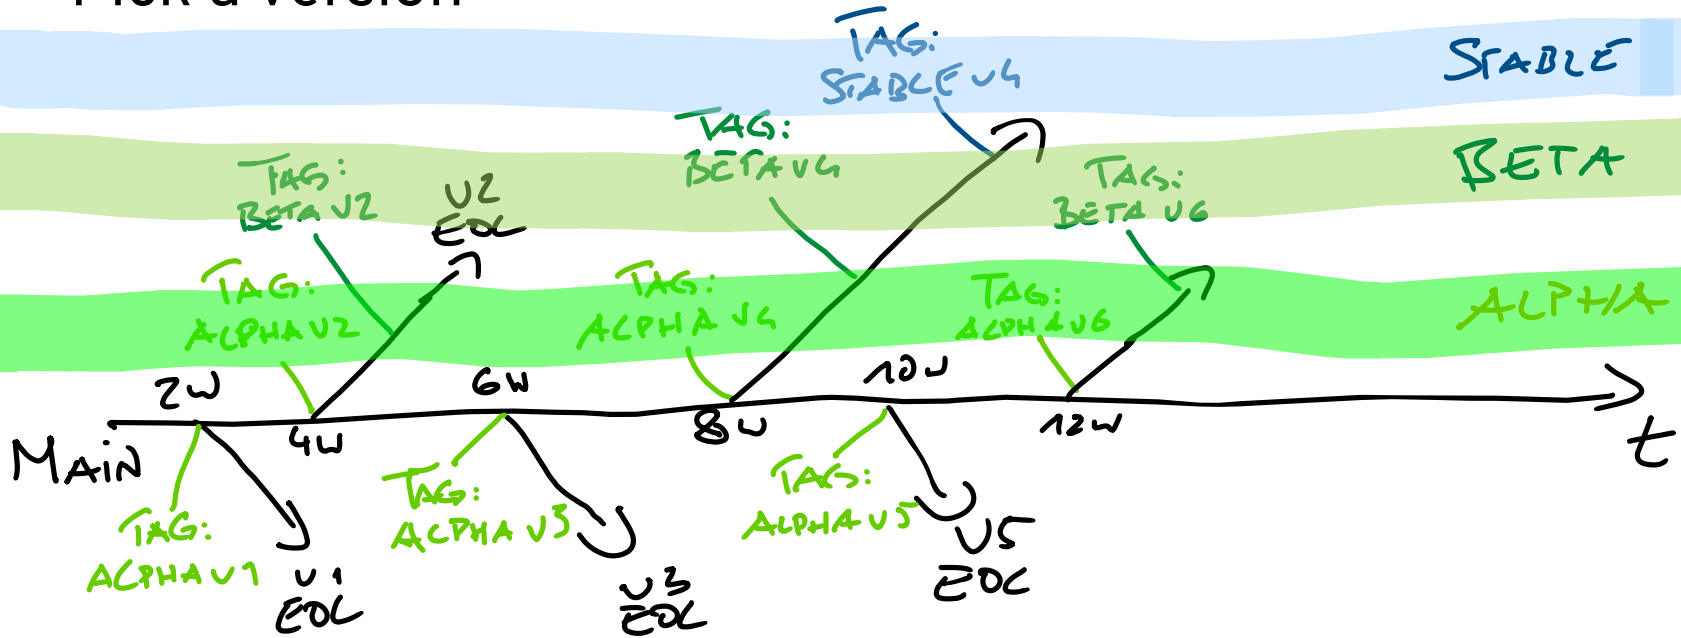 Pick a version
TAG:
STABLE V4
STABLE
TAG:
BETA V4
BETA
TAG:
BETA V2
V2
EOL
TAG:
BETA V6
TAG:
ALPHA V2
TAG:
ALPHA V4
TAG:
ALPHA V6
ALPHA
2W
6W
10W
4W
8W
12W
MAIN
t
TAG:
ALPHA V1
V1
EOL
TAG:
ALPHA V3
V3
EOL
TAG:
ALPHA V5
V5
EOL